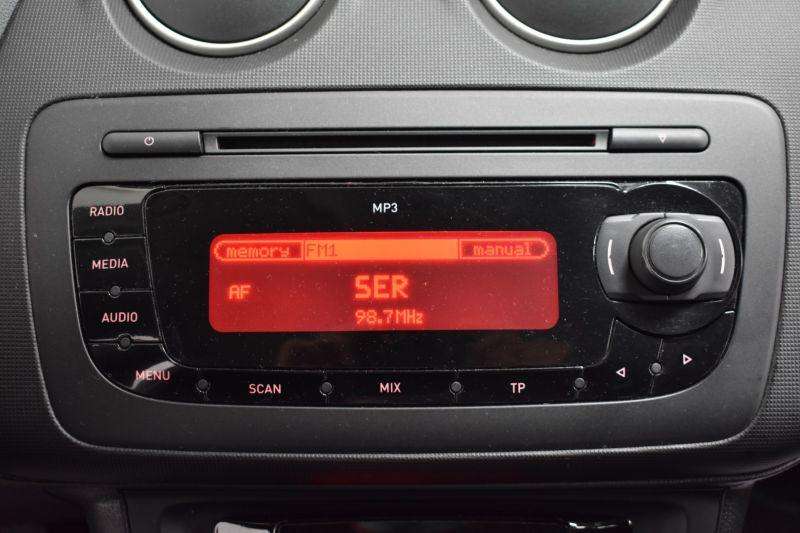 MP3
RADIO
MEDIA
AUDIO
MENU
memory FM1 manual
AF SER
98.7MHz
SCAN MIX TP